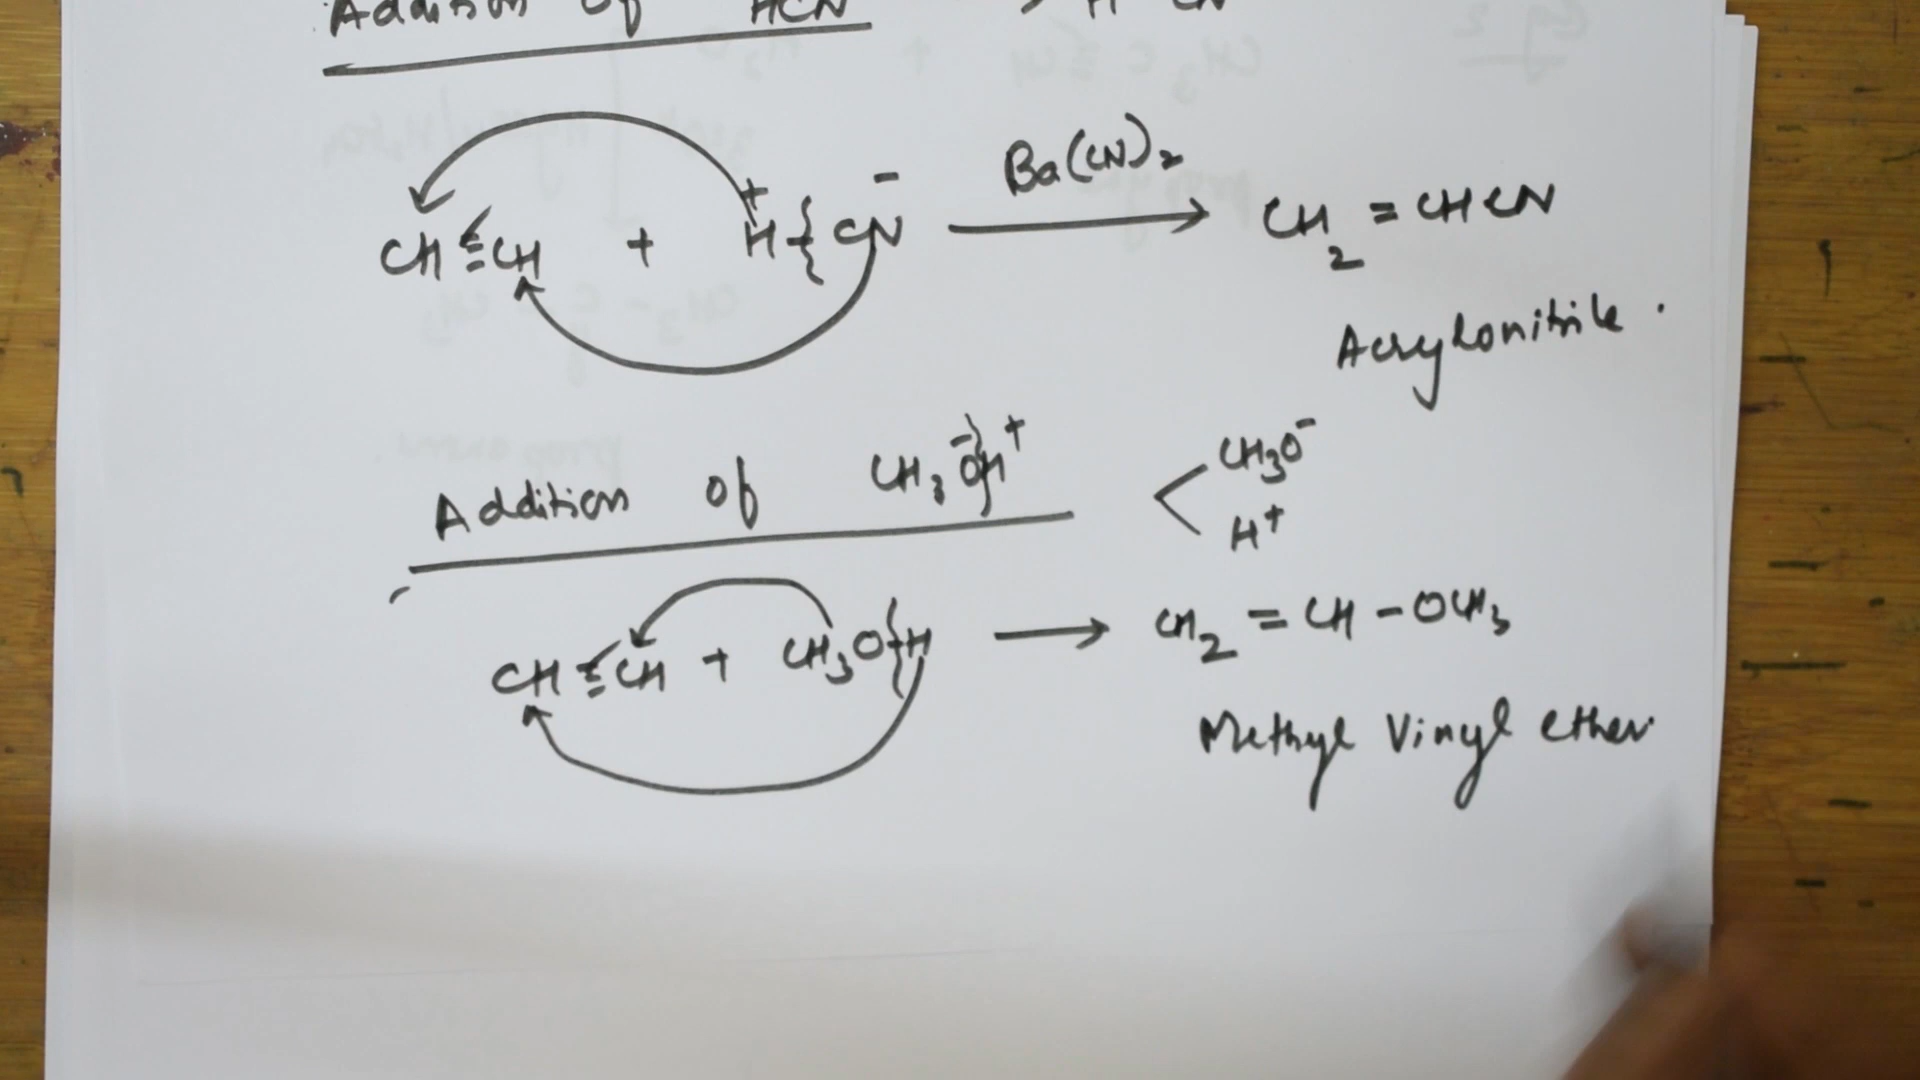 Addition of HCN → H CN
CH≡CH + H⁺ CN⁻ Ba(CN)₂ → CH₂=CHCN
Acrylonitrile.
Addition of CH₃O⁻H⁺ < CH₃O⁻
H⁺
CH≡CH + CH₃OH → CH₂=CH-OCH₃
Methyl Vinyl ether.